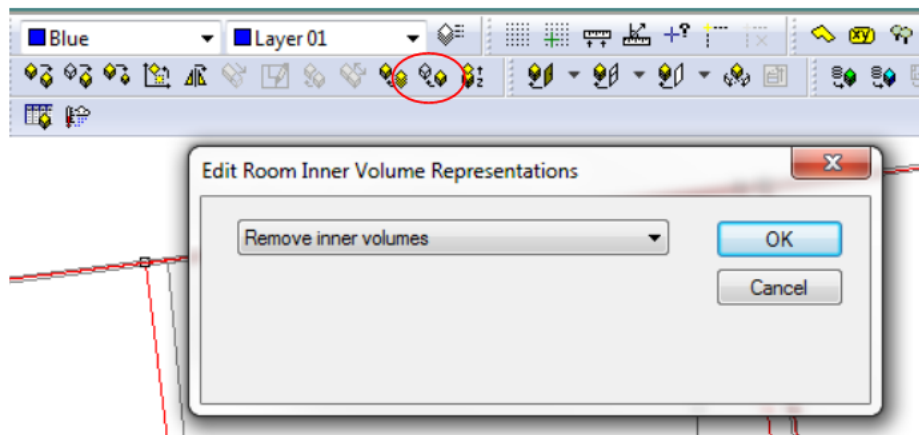 Blue
Layer 01
Edit Room Inner Volume Representations
Remove inner volumes
OK
Cancel